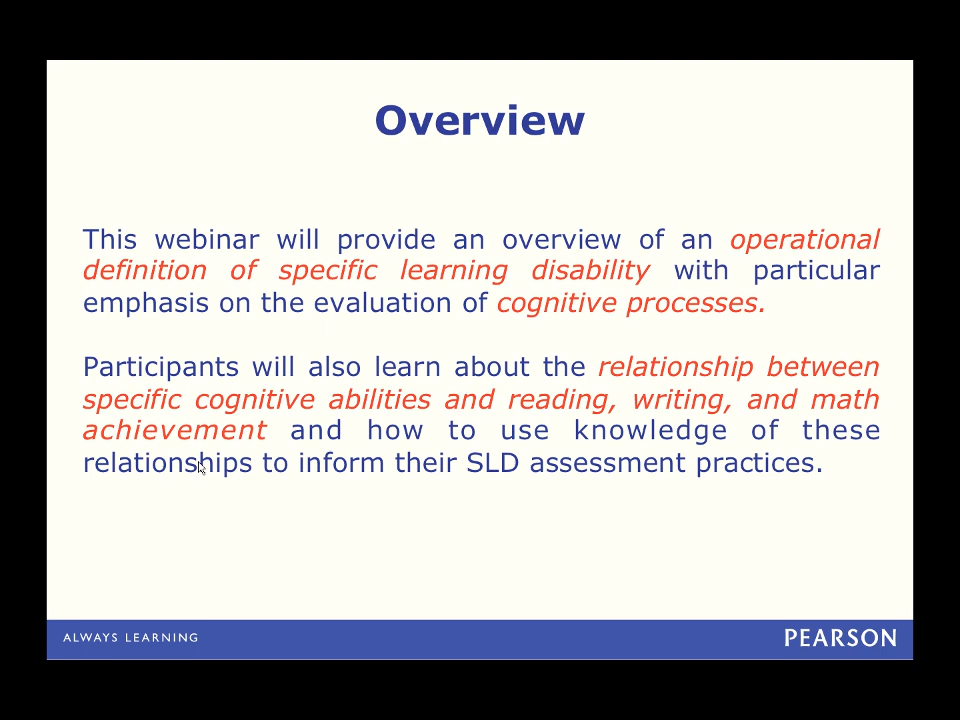 Overview
This webinar will provide an overview of an operational
definition of specific learning disability with particular
emphasis on the evaluation of cognitive processes.
Participants will also learn about the relationship between
specific cognitive abilities and reading, writing, and math
achievement and how to use knowledge of these
relationships to inform their SLD assessment practices.
ALWAYS LEARNING
PEARSON